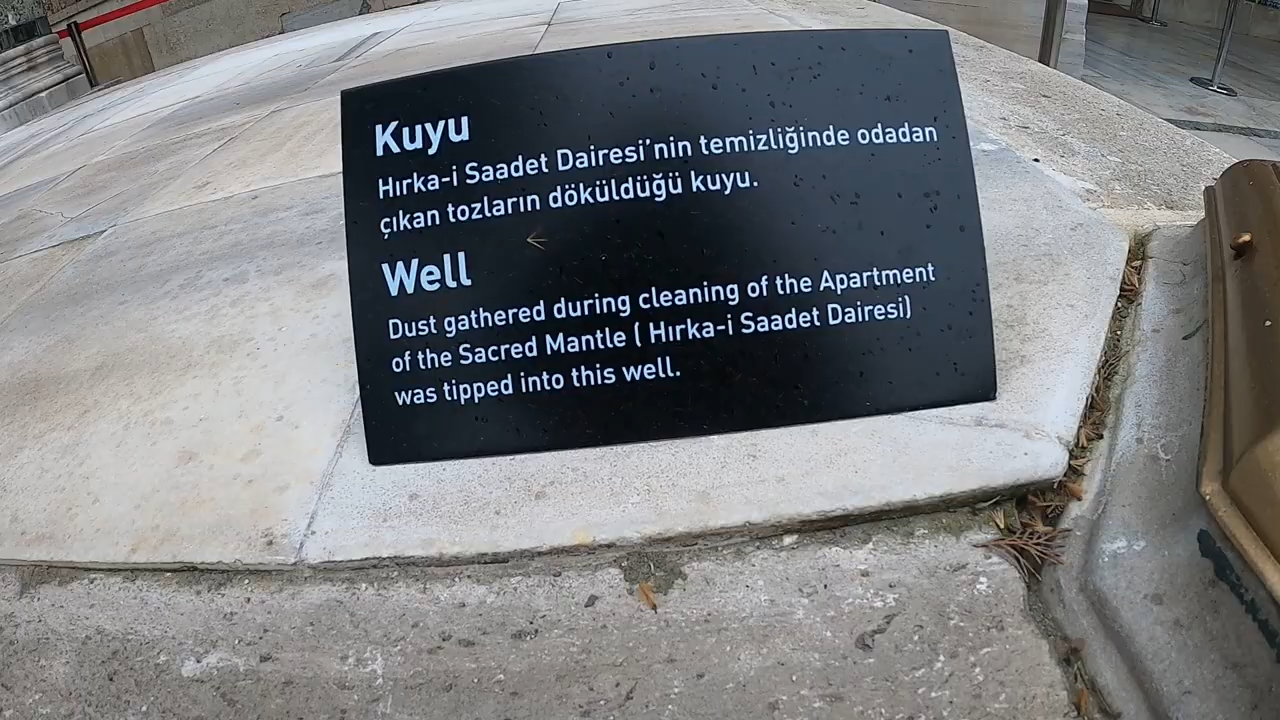 Kuyu
Hırka-i Saadet Dairesi'nin temizliğinde odadan
çıkan tozların döküldüğü kuyu.
Well
Dust gathered during cleaning of the Apartment
of the Sacred Mantle ( Hırka-i Saadet Dairesi)
was tipped into this well.